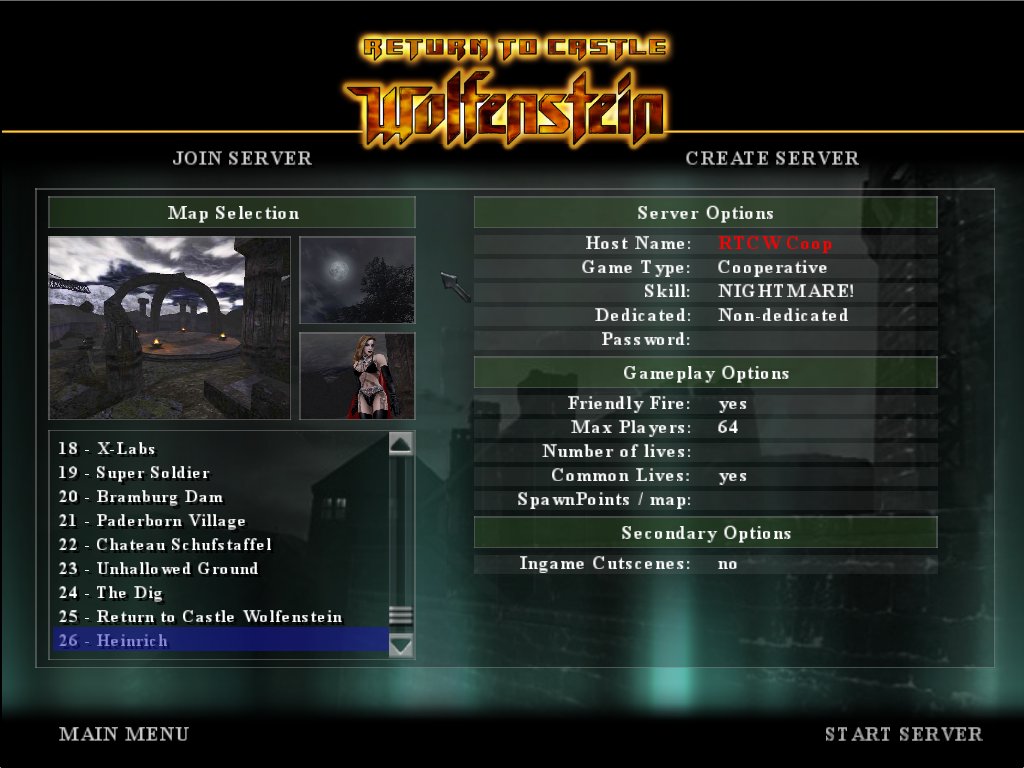 RETURN TO CASTLE
Wolfenstein
JOIN SERVER
CREATE SERVER
Map Selection
18 - X-Labs
19 - Super Soldier
20 - Bramburg Dam
21 - Paderborn Village
22 - Chateau Schufstaffel
23 - Unhallowed Ground
24 - The Dig
25 - Return to Castle Wolfenstein
26 - Heinrich
Server Options
Host Name: RTCW Coop
Game Type: Cooperative
Skill: NIGHTMARE!
Dedicated: Non-dedicated
Password:
Gameplay Options
Friendly Fire: yes
Max Players: 64
Number of lives:
Common Lives: yes
SpawnPoints / map:
Secondary Options
Ingame Cutscenes: no
MAIN MENU
START SERVER